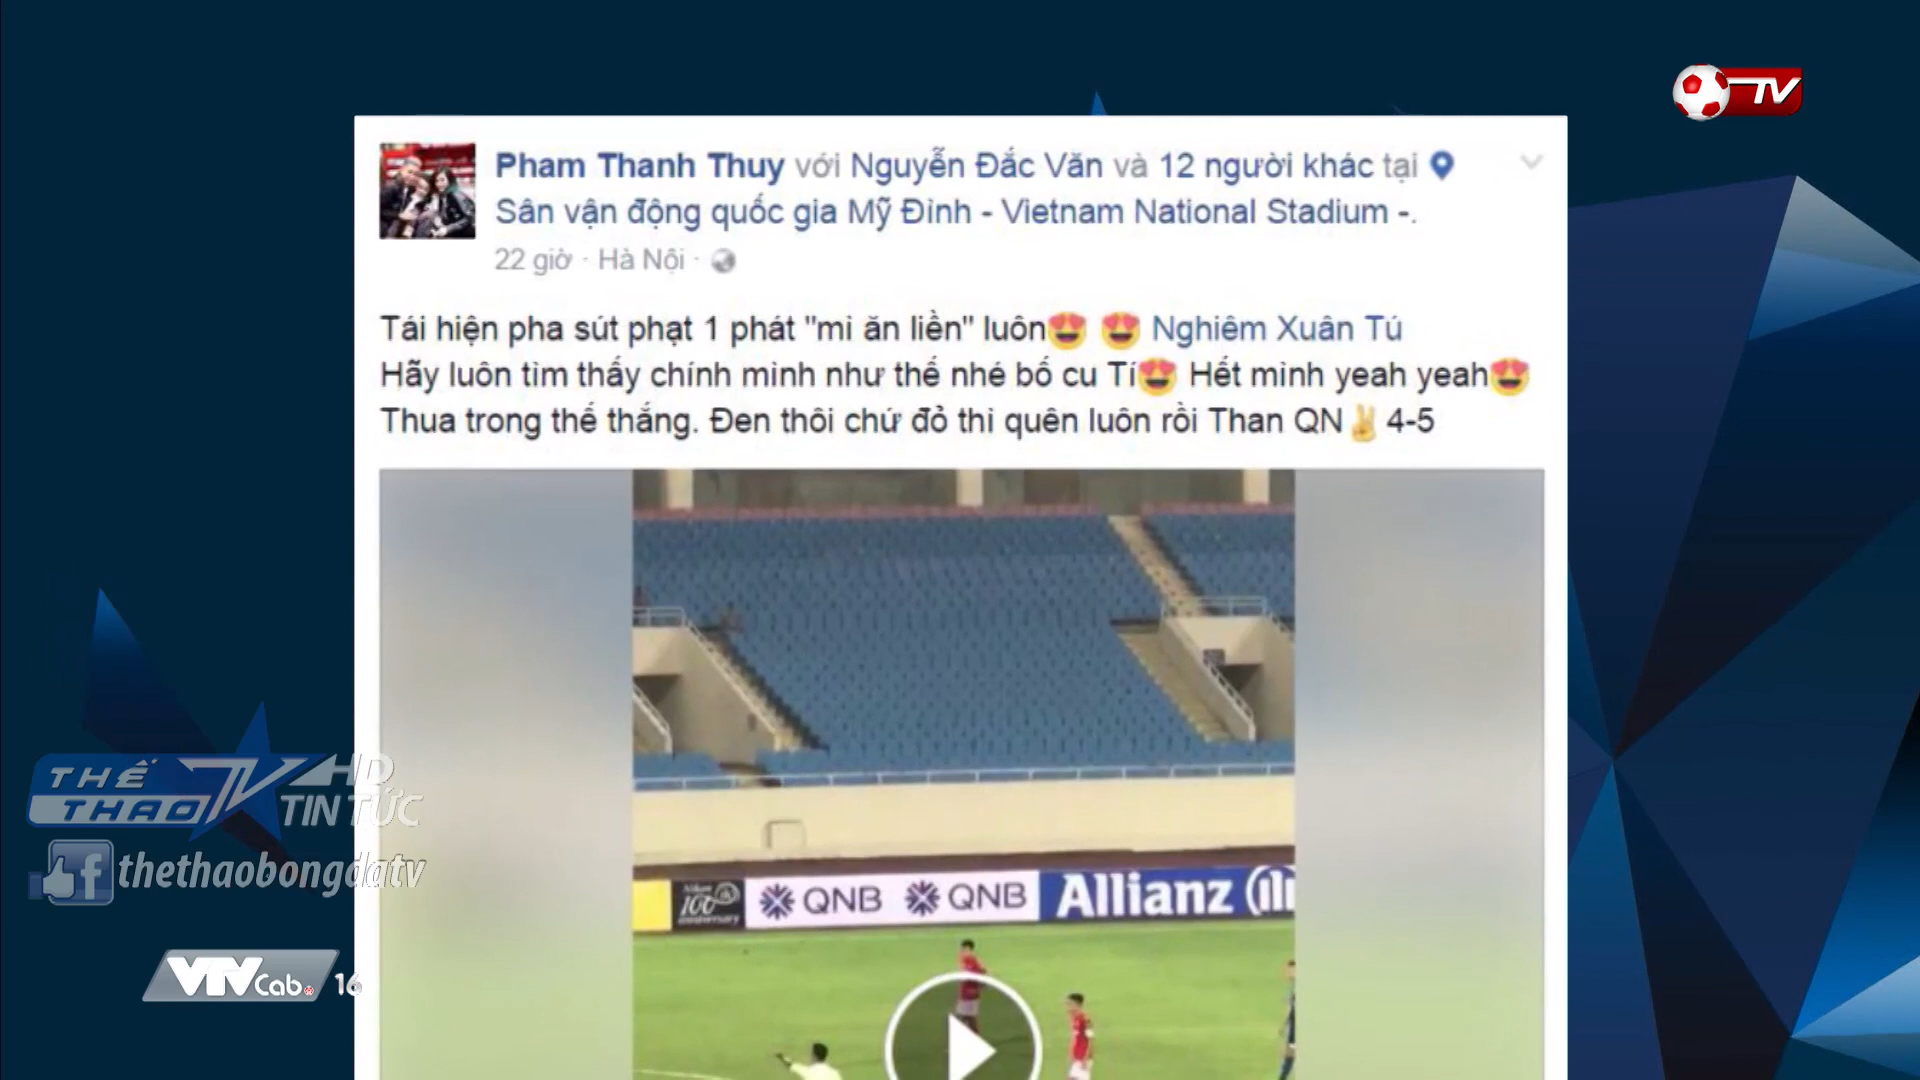 TV
Pham Thanh Thuy với Nguyễn Đắc Văn và 12 người khác tại
Sân vận động quốc gia Mỹ Đình - Vietnam National Stadium -.
22 giờ · Hà Nội ·
Tái hiện pha sút phạt 1 phát "mì ăn liền" luôn😍 😍 Nghiêm Xuân Tú
Hãy luôn tìm thấy chính mình như thế nhé bố cu Tí😍 Hết mình yeah yeah😍
Thua trong thế thắng. Đen thôi chứ đỏ thì quên luôn rồi Than QN✌ 4-5
THỂ THAO TV HD
TIN TỨC
thethaobongdatv
Nikon 100 anniversary QNB QNB Allianz
VTVCab 16